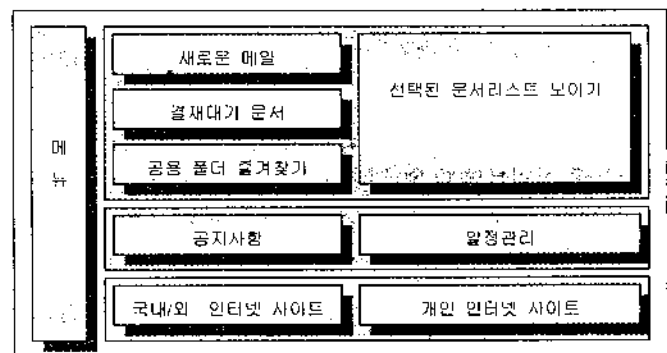 메
뉴
새로운 메일
결재대기 문서
공용 폴더 즐겨찾기
선택된 문서리스트 보이기
공지사항
일정관리
국내/외 인터넷 사이트
개인 인터넷 사이트